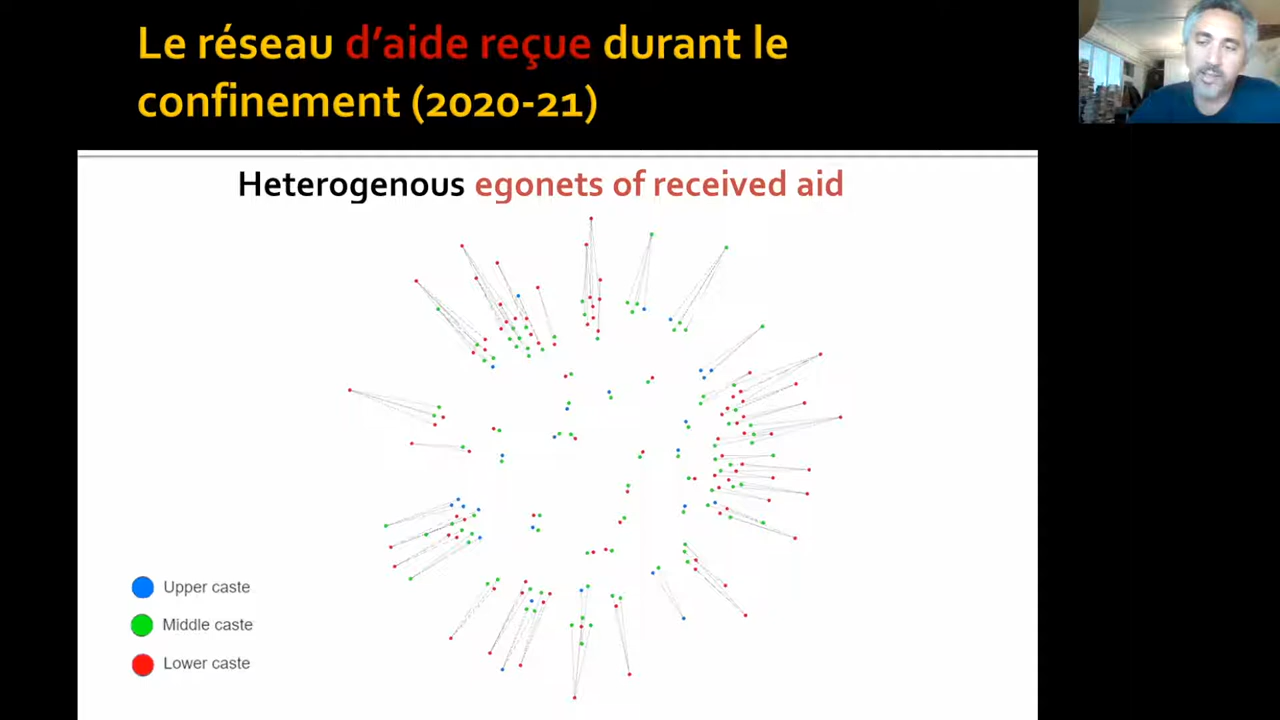 Le réseau d’aide reçue durant le
confinement (2020-21)
Heterogenous egonets of received aid
Upper caste
Middle caste
Lower caste